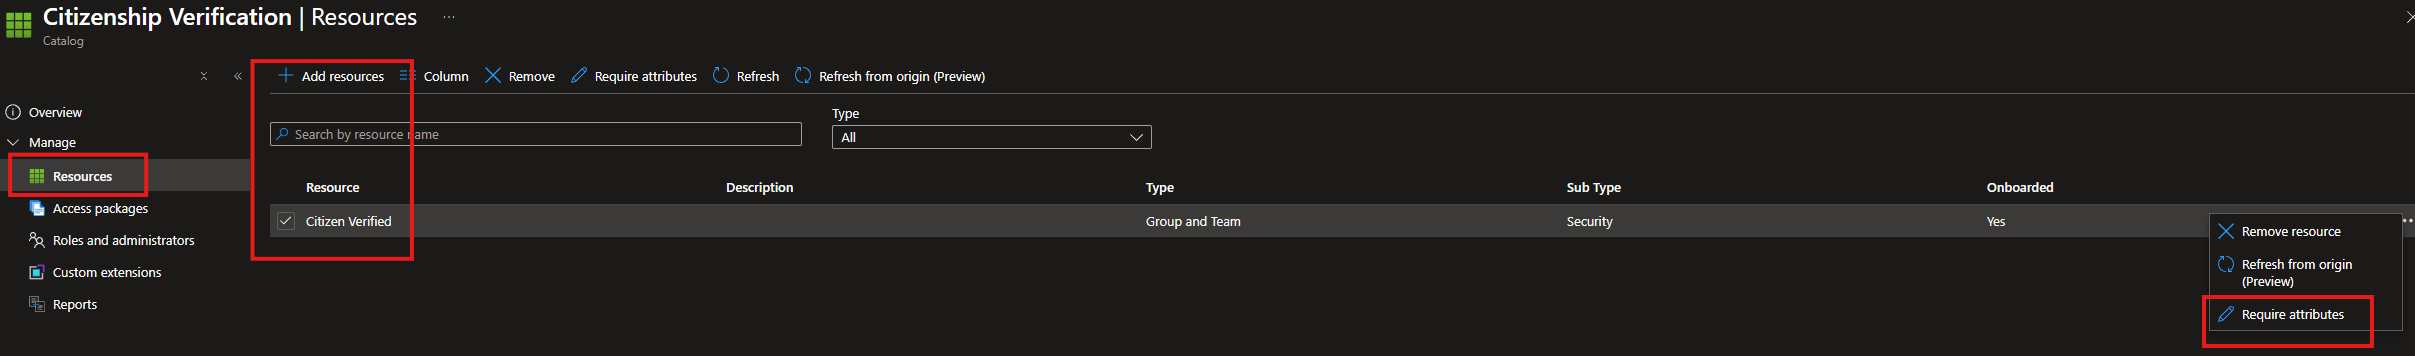 Citizenship Verification | Resources ...
Catalog
Add resources
Column
Remove
Require attributes
Refresh
Refresh from origin (Preview)
Overview
Manage
Resources
Access packages
Roles and administrators
Custom extensions
Reports
Search by resource name
Type
All
Resource
Description
Type
Sub Type
Onboarded
Citizen Verified
Group and Team
Security
Yes
Remove resource
Refresh from origin
(Preview)
Require attributes